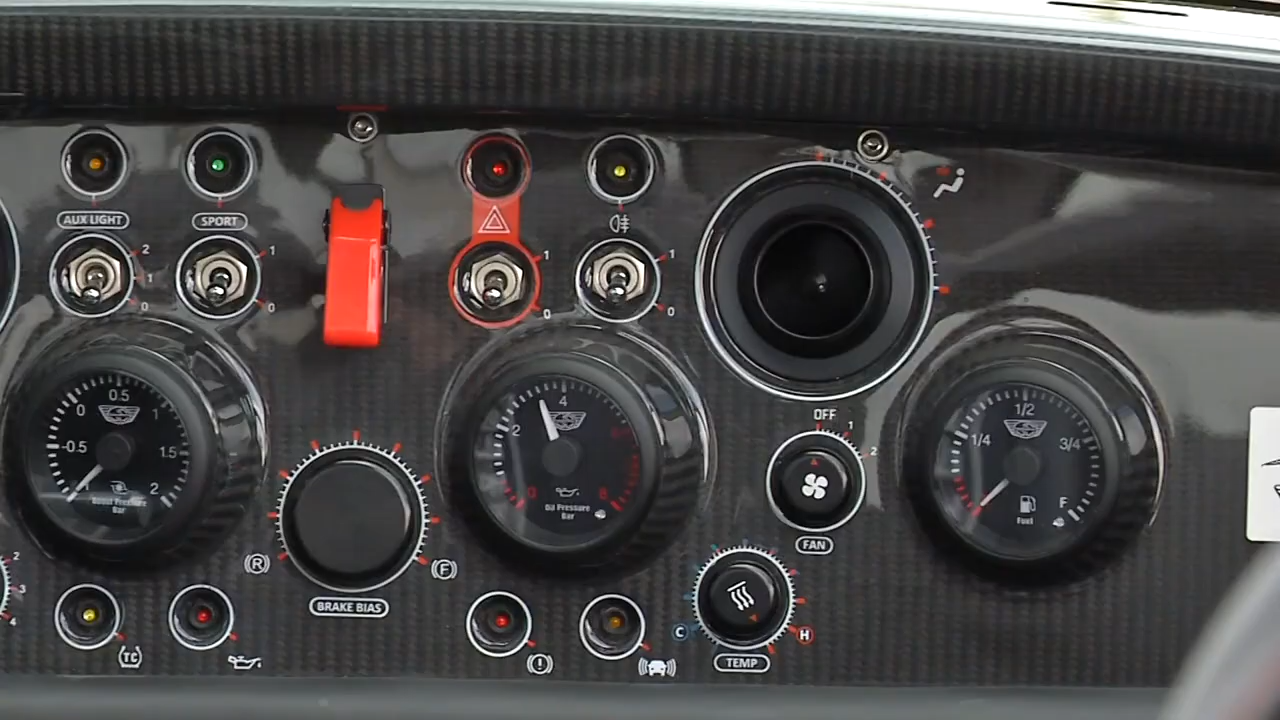 AUX LIGHT
SPORT
2
1
0
1
0
1
0
1
0
-0.5
0
0.5
1
1.5
2
Boost Pressure
Bar
0
2
4
8
Oil Pressure
Bar
OFF
1
2
FAN
1/4
1/2
3/4
F
Fuel
R
F
BRAKE BIAS
2
3
4
TC
C
H
TEMP